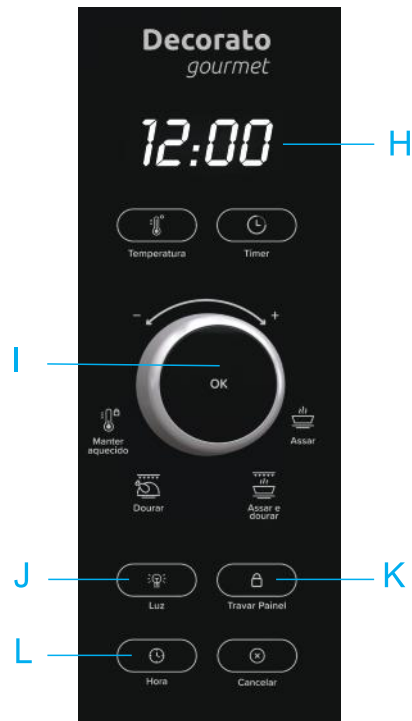 Decorato
gourmet
12:00
H
Temperatura
Timer
- +
I
OK
Manter
aquecido
Assar
Dourar
Assar e
dourar
J
K
Luz
Travar Painel
L
Hora
Cancelar